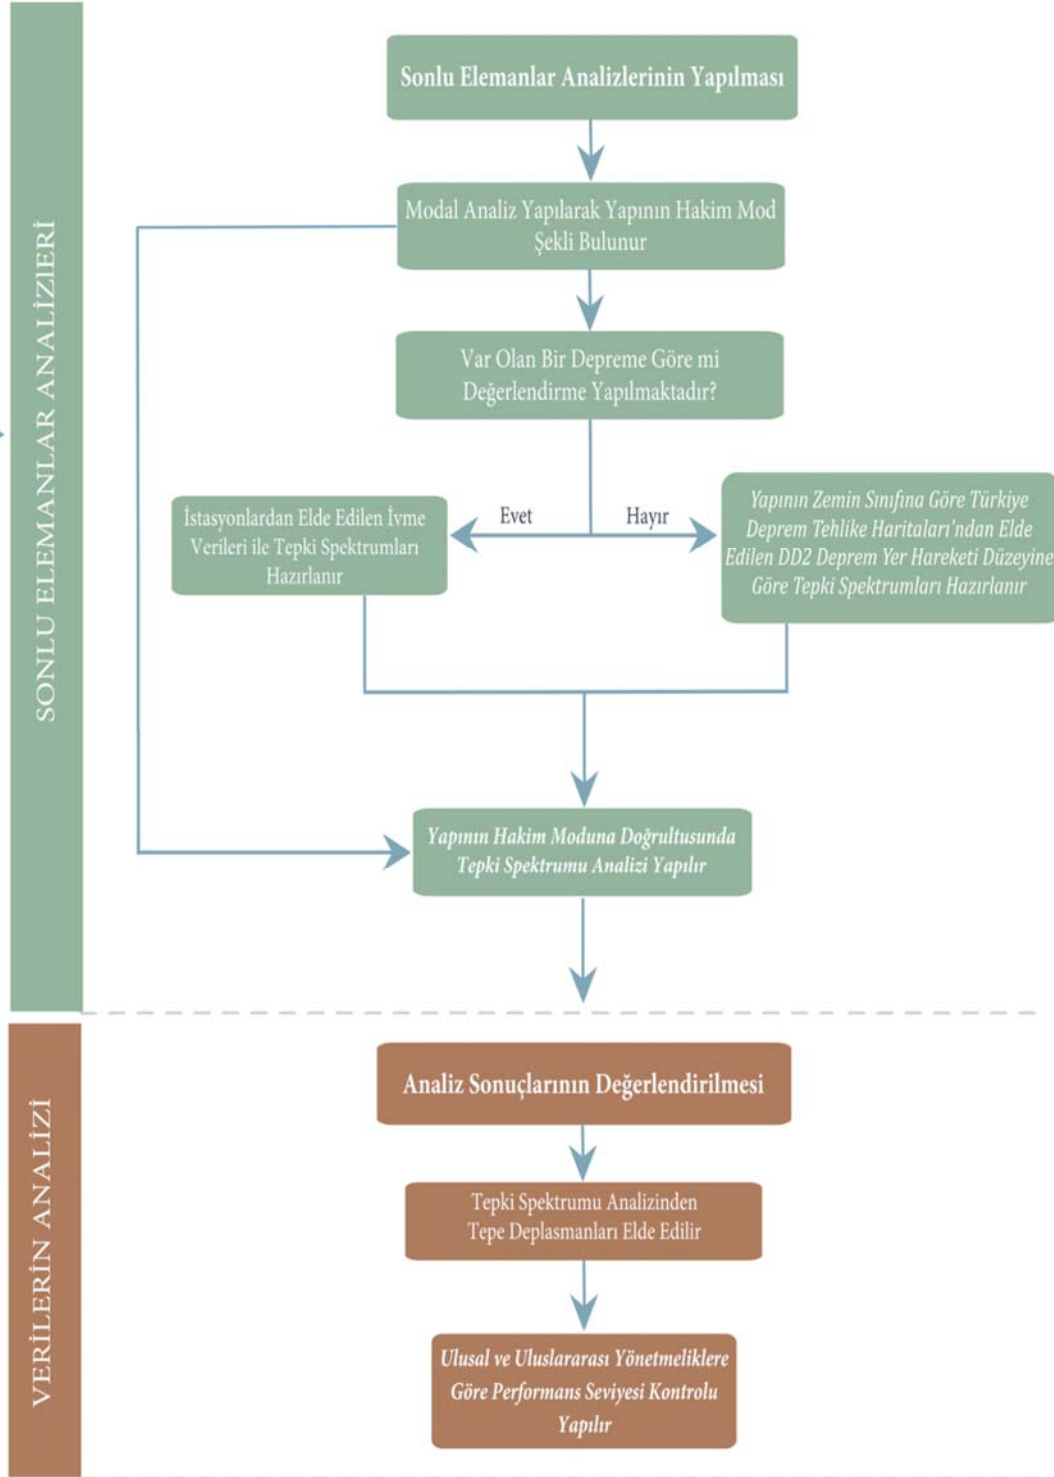 SONLU ELEMANLAR ANALİZIERİ
Sonlu Elemanlar Analizlerinin Yapılması
Modal Analiz Yapılarak Yapının Hakim Mod
Şekli Bulunur
Var Olan Bir Depreme Göre mi
Değerlendirme Yapılmaktadır?
Evet
Hayır
İstasyonlardan Elde Edilen İvme
Verileri ile Tepki Spektrumları
Hazırlanır
Yapının Zemin Sınıfına Göre Türkiye
Deprem Tehlike Haritaları'ndan Elde
Edilen DD2 Deprem Yer Hareketi Düzeyine
Göre Tepki Spektrumları Hazırlanır
Yapının Hakim Moduna Doğrultusunda
Tepki Spektrumu Analizi Yapılır
VERİLERİN ANALİZİ
Analiz Sonuçlarının Değerlendirilmesi
Tepki Spektrumu Analizinden
Tepe Deplasmanları Elde Edilir
Ulusal ve Uluslararası Yönetmeliklere
Göre Performans Seviyesi Kontrolu
Yapılır